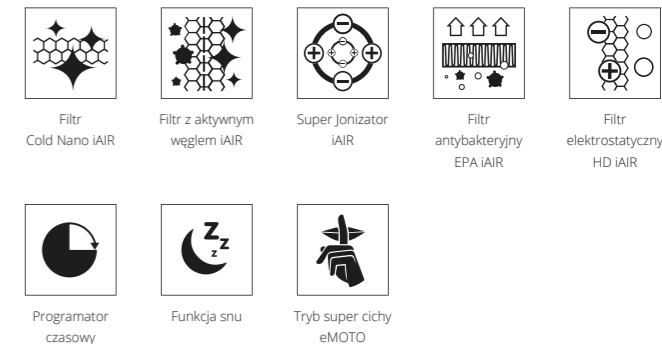 Filtr
Cold Nano iAIR
Filtr z aktywnym
węglem iAIR
Super Jonizator
iAIR
Filtr
antybakteryjny
EPA iAIR
Filtr
elektrostatyczny
HD iAIR
Programator
czasowy
Z
Z
z
Funkcja snu
Tryb super cichy
eMOTO